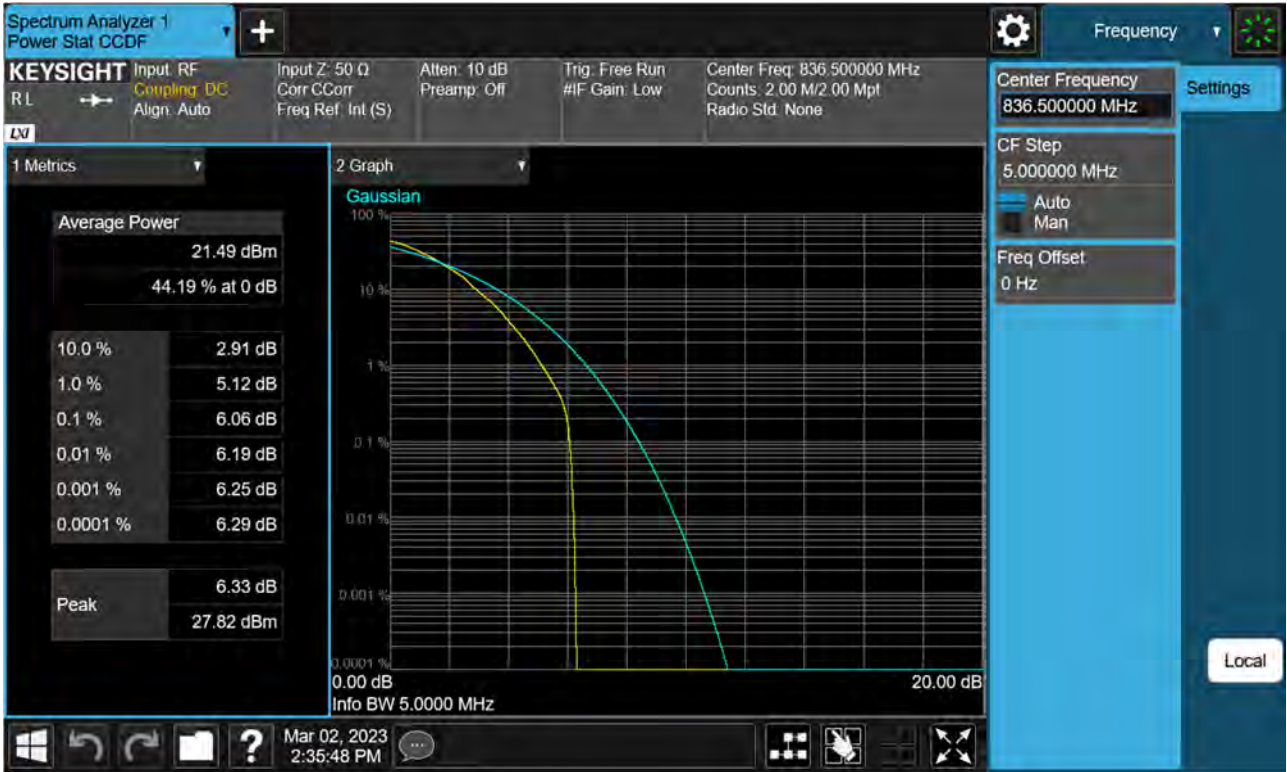 Spectrum Analyzer 1
Power Stat CCDF
+
Frequency
KEYSIGHT
R L
LXI
Input: RF
Coupling: DC
Align: Auto
Input Z: 50 Ω
Corr CCorr
Freq Ref: Int (S)
Atten: 10 dB
Preamp: Off
Trig: Free Run
#IF Gain: Low
Center Freq: 836.500000 MHz
Counts: 2.00 M/2.00 Mpt
Radio Std: None
Center Frequency
836.500000 MHz
Settings
CF Step
5.000000 MHz
Auto
Man
Freq Offset
0 Hz
1 Metrics
Average Power
21.49 dBm
44.19 % at 0 dB
10.0 % 2.91 dB
1.0 % 5.12 dB
0.1 % 6.06 dB
0.01 % 6.19 dB
0.001 % 6.25 dB
0.0001 % 6.29 dB
Peak
6.33 dB
27.82 dBm
2 Graph
Gaussian
100 %
10 %
1 %
0.1 %
0.01 %
0.001 %
0.0001 %
0.00 dB 20.00 dB
Info BW 5.0000 MHz
Local
?
Mar 02, 2023
2:35:48 PM